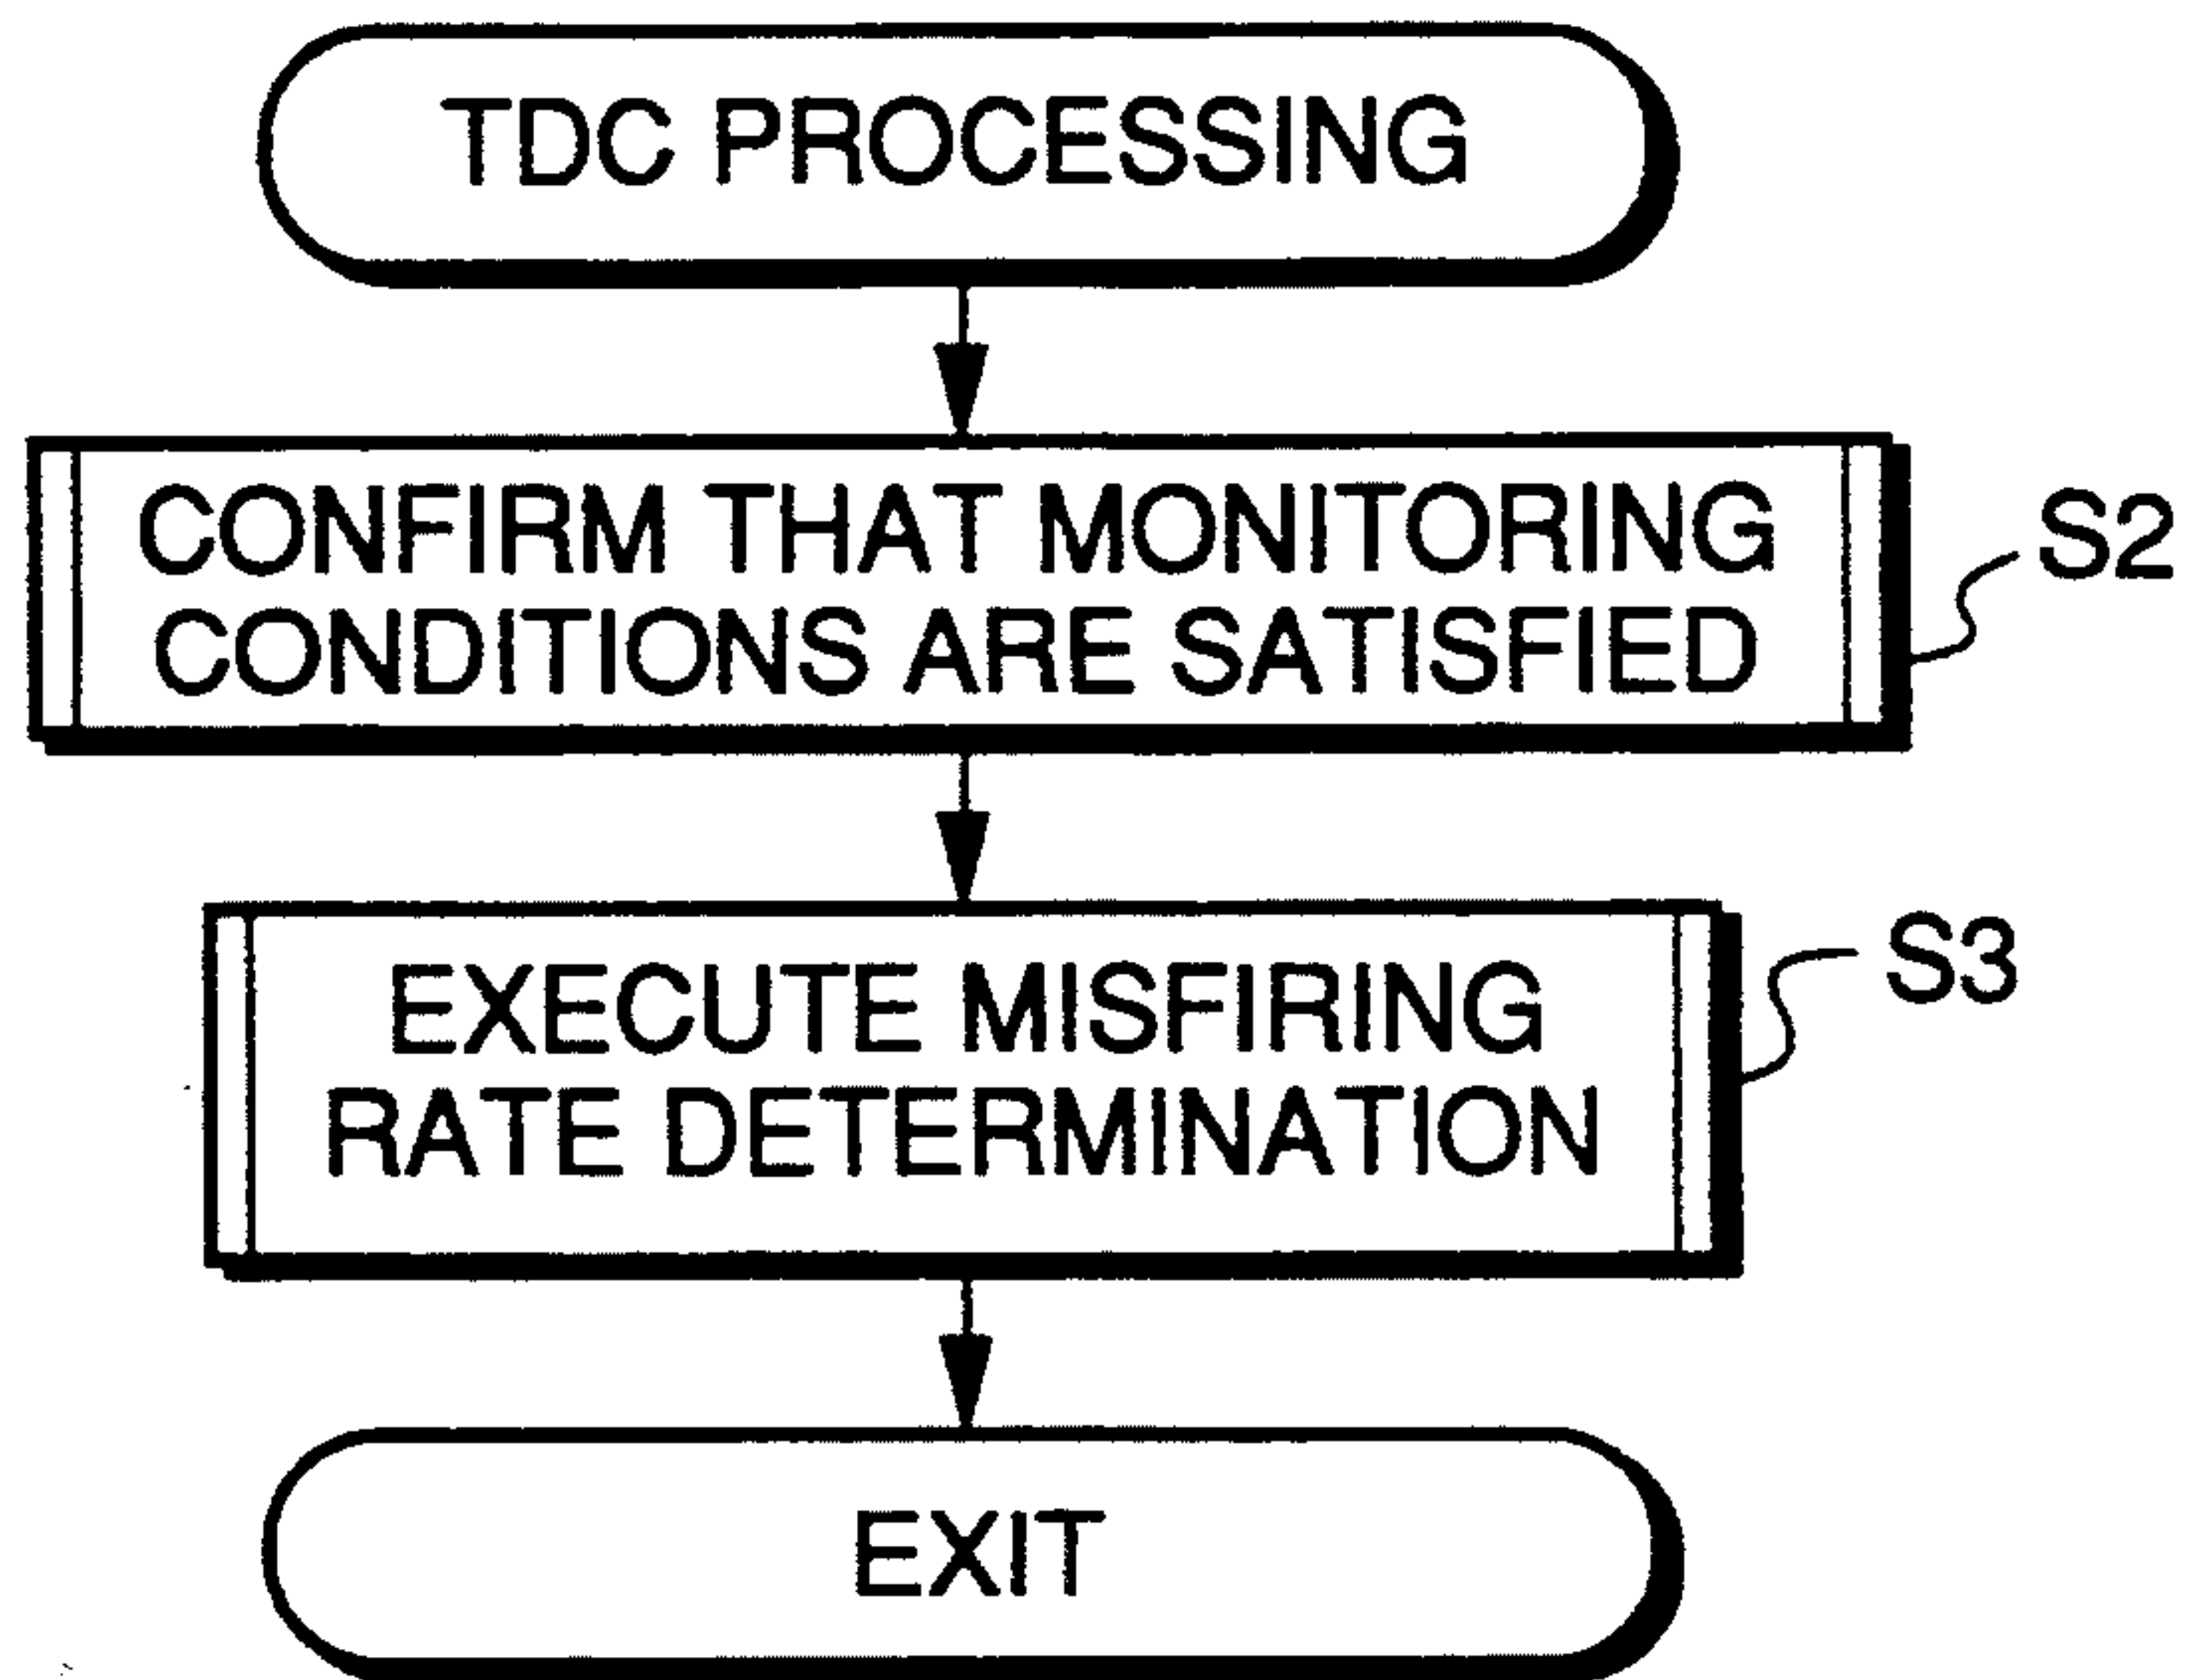 TDC PROCESSING
CONFIRM THAT MONITORING
CONDITIONS ARE SATISFIED
S2
EXECUTE MISFIRING
RATE DETERMINATION
S3
EXIT